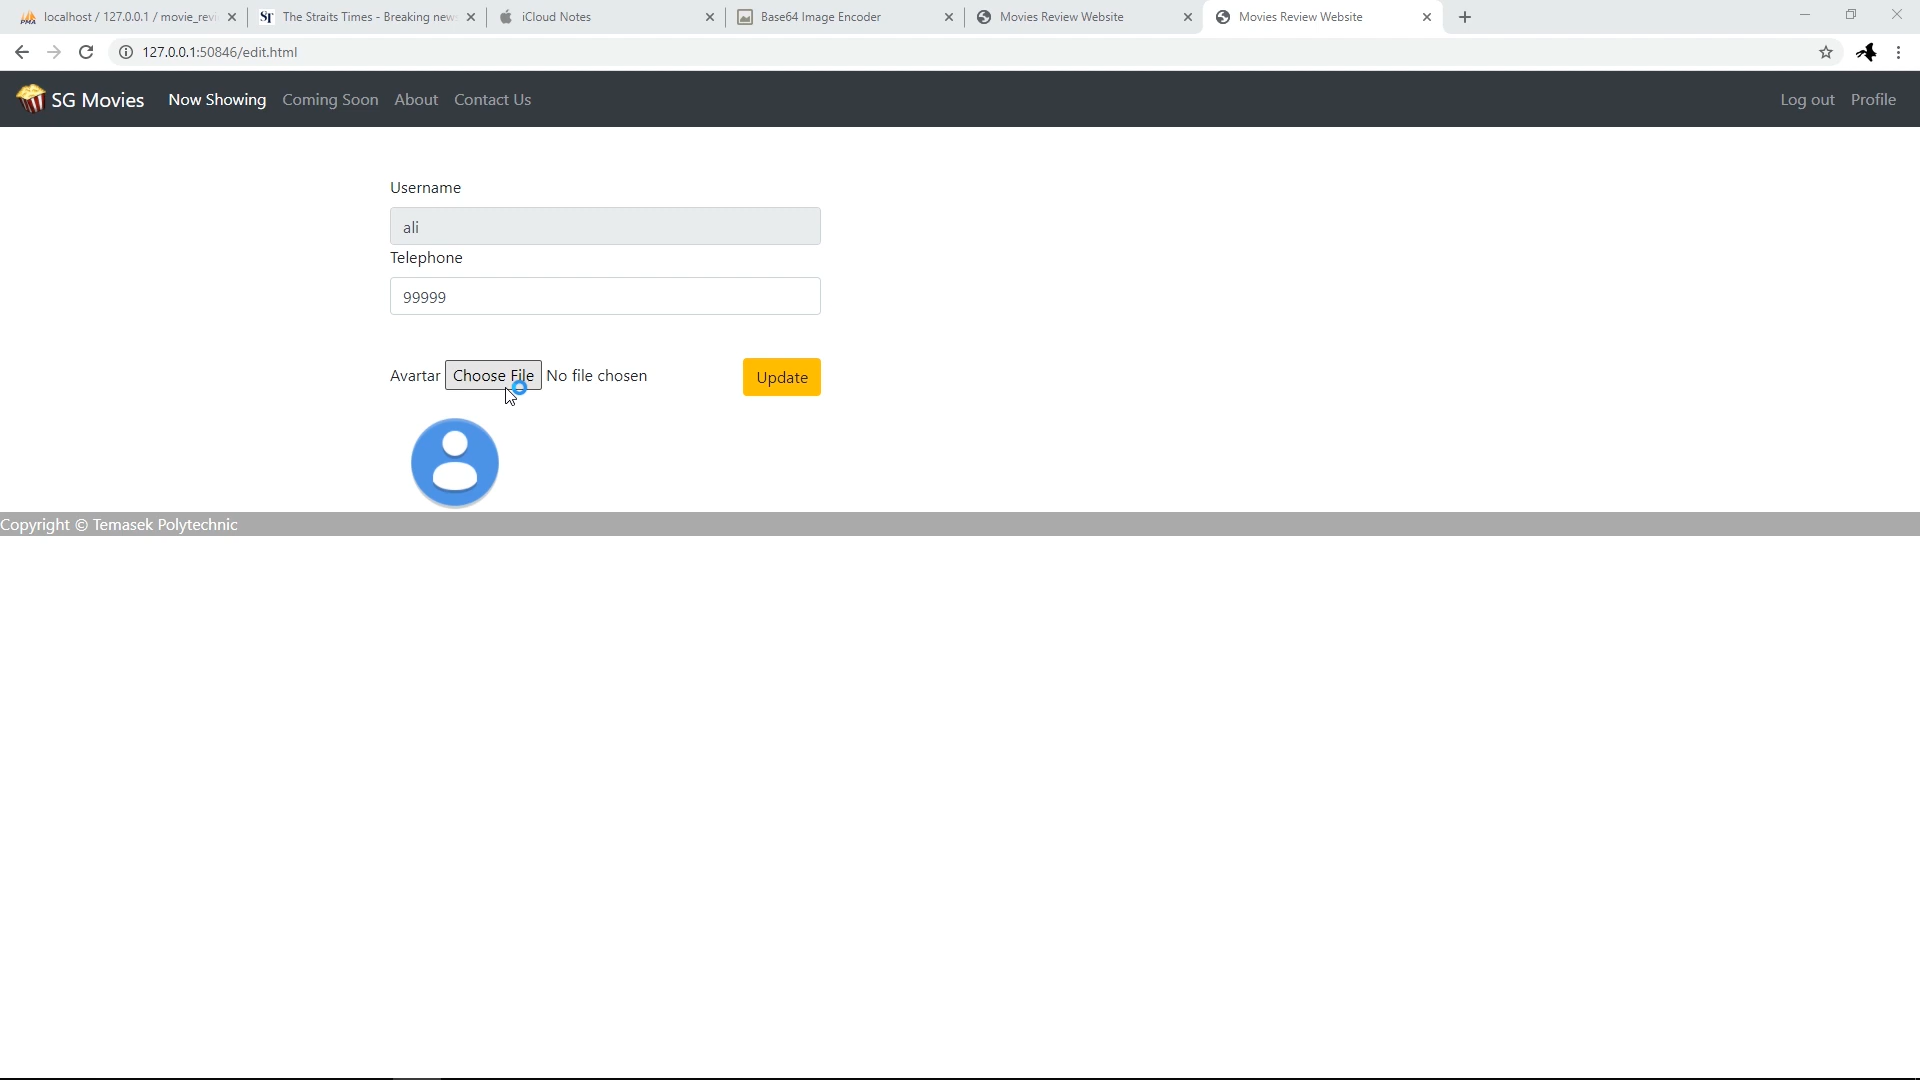 localhost / 127.0.0.1 / movie_revi
The Straits Times - Breaking news
iCloud Notes
Base64 Image Encoder
Movies Review Website
Movies Review Website
127.0.0.1:50846/edit.html
SG Movies Now Showing Coming Soon About Contact Us Log out Profile
Username
ali
Telephone
99999
Avartar Choose File No file chosen Update
Copyright © Temasek Polytechnic